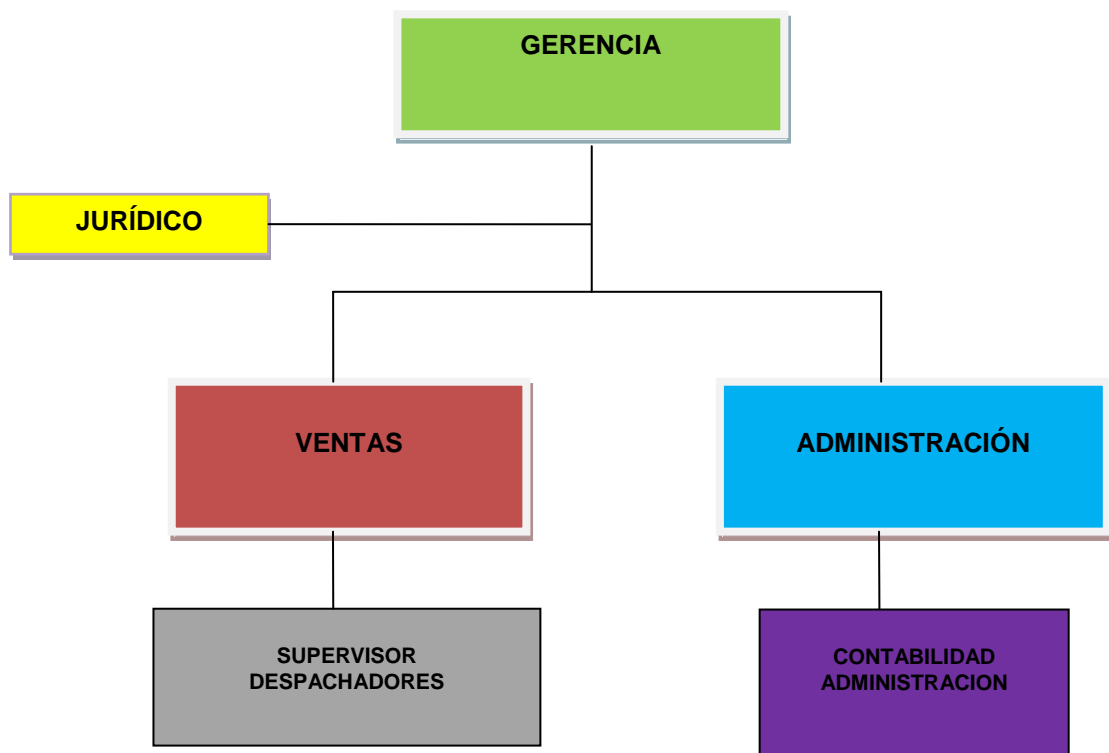 GERENCIA
JURÍDICO
VENTAS
ADMINISTRACIÓN
SUPERVISOR
DESPACHADORES
CONTABILIDAD
ADMINISTRACION